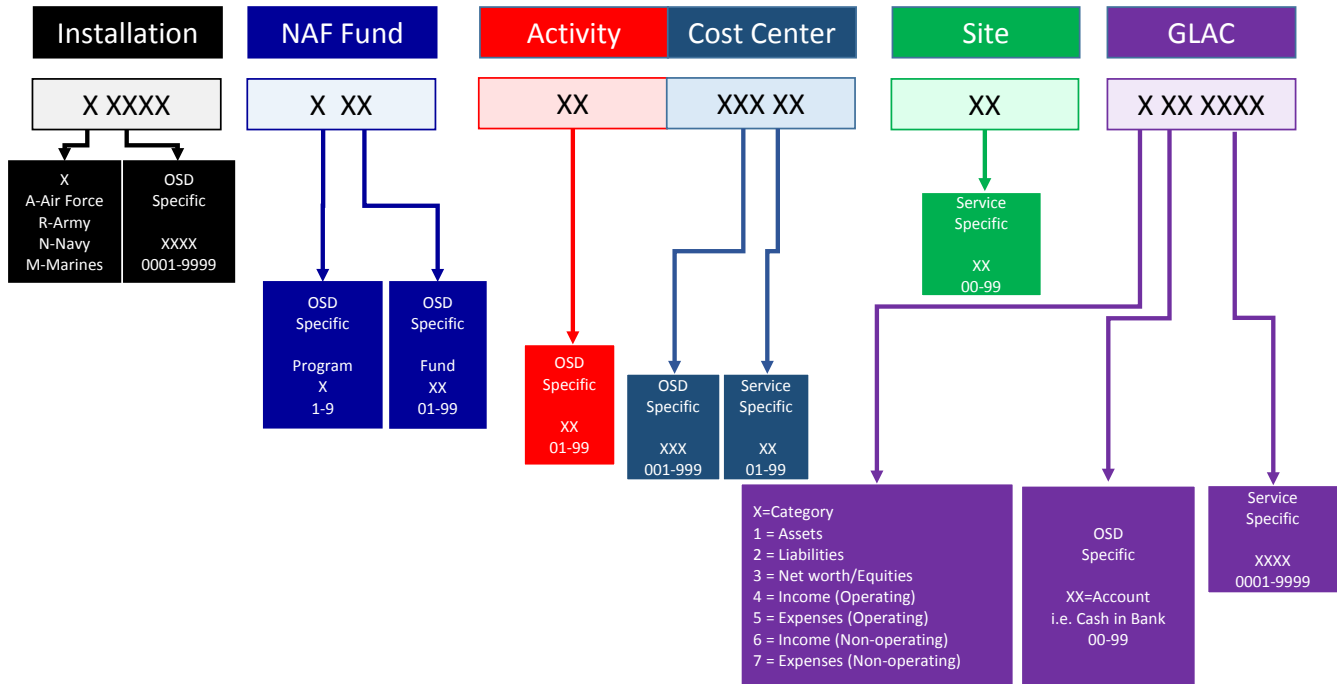 Installation
NAF Fund
Activity
Cost Center
Site
GLAC
X XXXX
X XX
XX
XXX XX
XX
X XX XXXX
X
A-Air Force
R-Army
N-Navy
M-Marines
OSD
Specific
XXXX
0001-9999
OSD
Specific
Program
X
1-9
OSD
Specific
Fund
XX
01-99
OSD
Specific
XX
01-99
OSD
Specific
XXX
001-999
Service
Specific
XX
01-99
Service
Specific
XX
00-99
X=Category
1 = Assets
2 = Liabilities
3 = Net worth/Equities
4 = Income (Operating)
5 = Expenses (Operating)
6 = Income (Non-operating)
7 = Expenses (Non-operating)
OSD
Specific
XX=Account
i.e. Cash in Bank
00-99
Service
Specific
XXXX
0001-9999